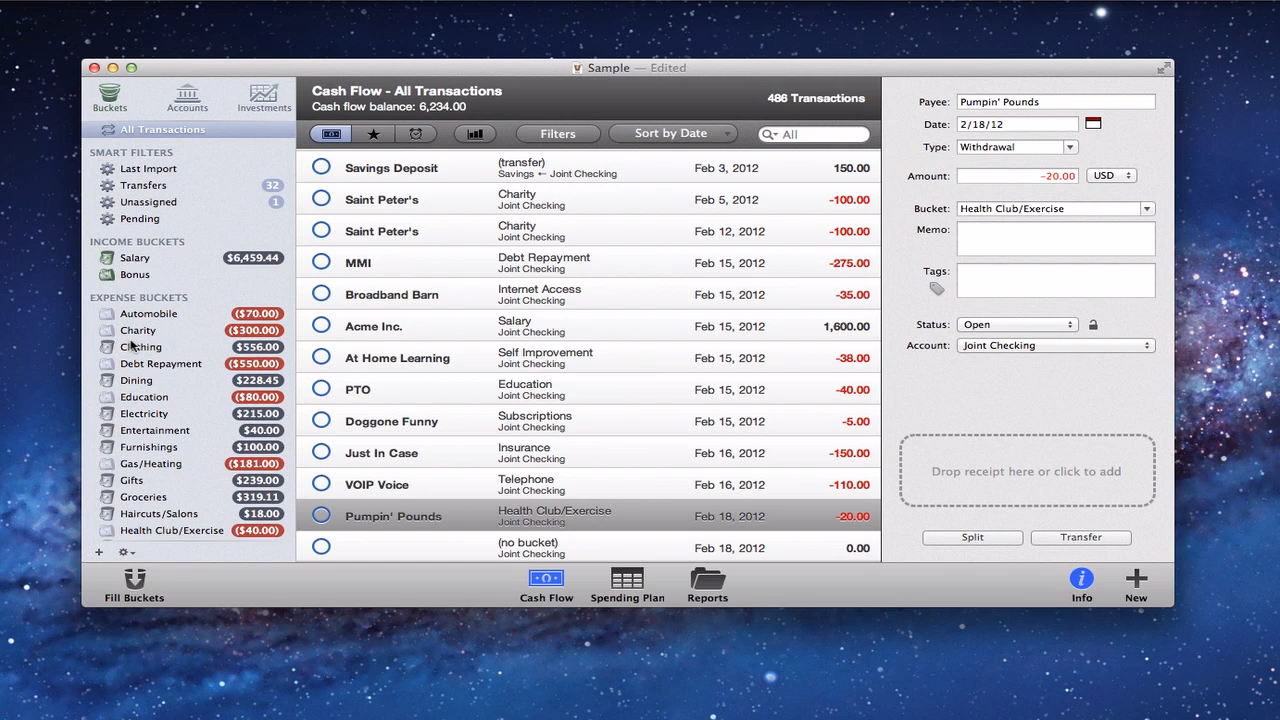 Sample — Edited
Buckets
Accounts
Investments
All Transactions
SMART FILTERS
Last Import
Transfers 32
Unassigned 1
Pending
INCOME BUCKETS
Salary $6,459.44
Bonus
EXPENSE BUCKETS
Automobile ($70.00)
Charity ($300.00)
Clothing $556.00
Debt Repayment ($550.00)
Dining $228.45
Education ($80.00)
Electricity $215.00
Entertainment $40.00
Furnishings $100.00
Gas/Heating ($181.00)
Gifts $239.00
Groceries $319.11
Haircuts/Salons $18.00
Health Club/Exercise ($40.00)
Cash Flow - All Transactions
Cash flow balance: 6,234.00
486 Transactions
Filters
Sort by Date
All
Savings Deposit (transfer) Feb 3, 2012 150.00
Savings ← Joint Checking
Saint Peter's Charity Feb 5, 2012 -100.00
Joint Checking
Saint Peter's Charity Feb 12, 2012 -100.00
Joint Checking
MMI Debt Repayment Feb 15, 2012 -275.00
Joint Checking
Broadband Barn Internet Access Feb 15, 2012 -35.00
Joint Checking
Acme Inc. Salary Feb 15, 2012 1,600.00
Joint Checking
At Home Learning Self Improvement Feb 15, 2012 -38.00
Joint Checking
PTO Education Feb 15, 2012 -40.00
Joint Checking
Doggone Funny Subscriptions Feb 15, 2012 -5.00
Joint Checking
Just In Case Insurance Feb 16, 2012 -150.00
Joint Checking
VOIP Voice Telephone Feb 16, 2012 -110.00
Joint Checking
Pumpin' Pounds Health Club/Exercise Feb 18, 2012 -20.00
Joint Checking
(no bucket) Feb 18, 2012 0.00
Joint Checking
Payee: Pumpin' Pounds
Date: 2/18/12
Type: Withdrawal
Amount: -20.00 USD
Bucket: Health Club/Exercise
Memo:
Tags:
Status: Open
Account: Joint Checking
Drop receipt here or click to add
Split
Transfer
Fill Buckets
Cash Flow
Spending Plan
Reports
Info
New